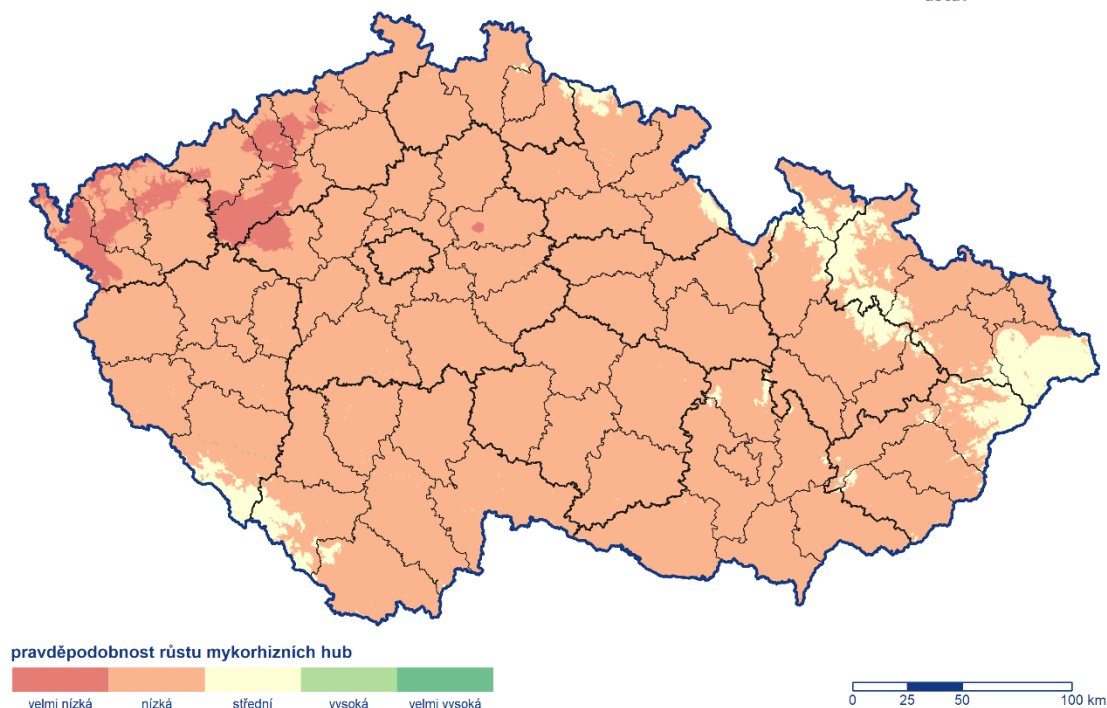 pravděpodobnost růstu mykorhizních hub
velmi nízká nízká střední vysoká velmi vysoká
0 25 50 100 km